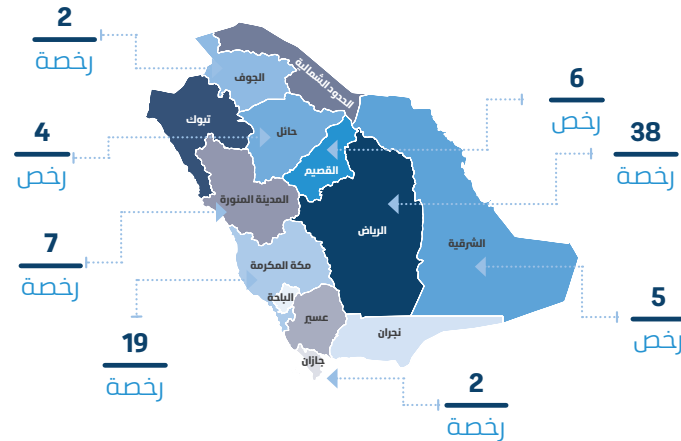 2
رخصة
6
رخص
38
رخصة
4
رخص
7
رخصة
19
رخصة
5
رخص
2
رخصة
الحدود الشمالية
الجوف
تبوك
حائل
القصيم
المدينة المنورة
الرياض
الشرقية
مكة المكرمة
الباحة
عسير
نجران
جازان